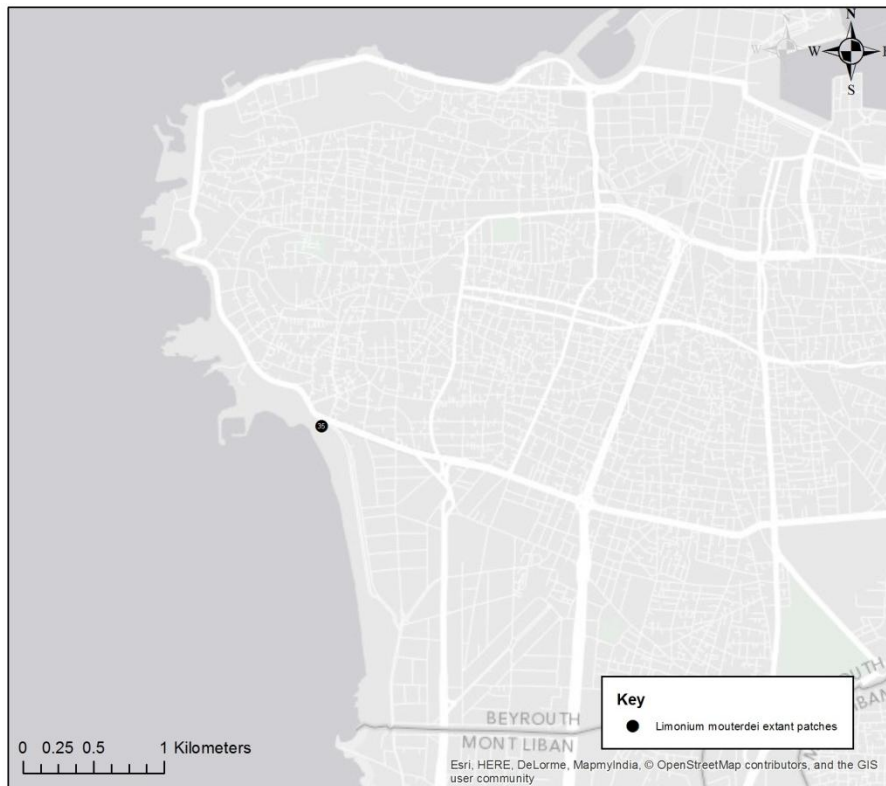 N
W
E
S
N
W
S
35
BEYROUTH
MONT LIBAN
Key
Limonium mouterdei extant patches
0 0.25 0.5 1 Kilometers
Esri, HERE, DeLorme, MapmyIndia, © OpenStreetMap contributors, and the GIS
user community